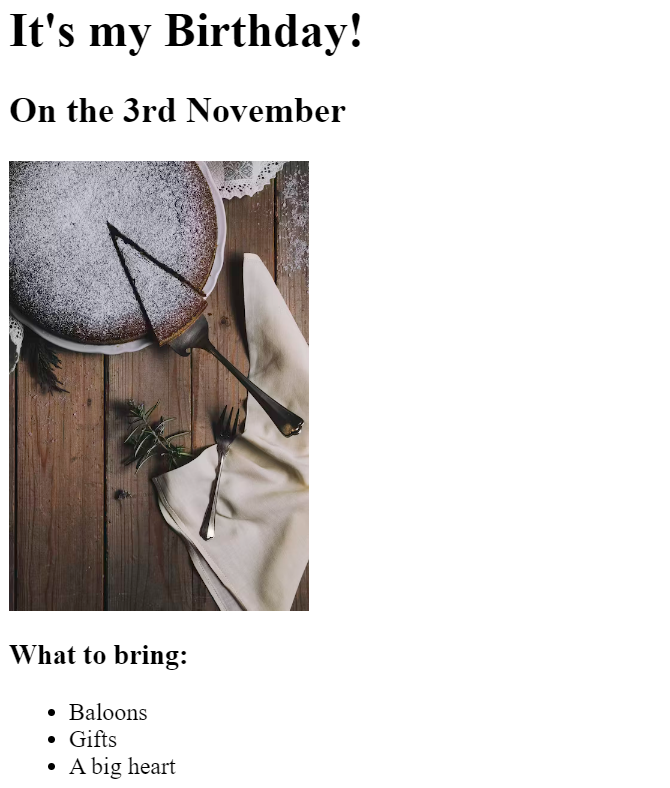 It's my Birthday!
On the 3rd November
What to bring:
Baloons
Gifts
A big heart